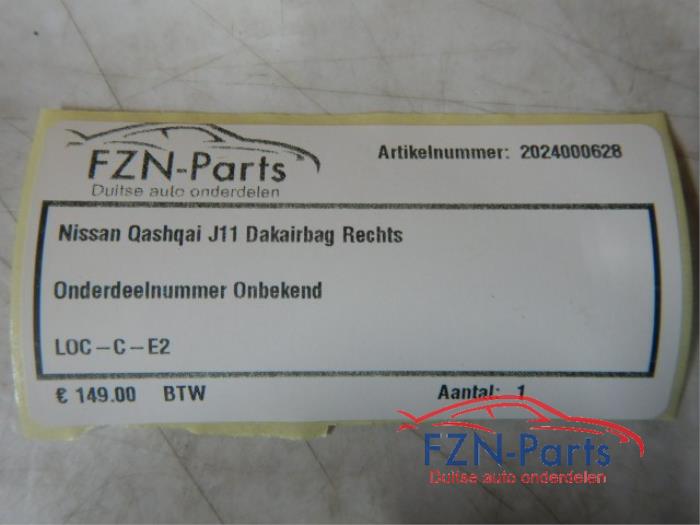 FZN-Parts
Duitse auto onderdelen
Artikelnummer: 2024000628
Nissan Qashqai J11 Dakairbag Rechts
Onderdeelnummer Onbekend
LOC-C-E2
€ 149.00 BTW Aantal: 1
FZN-Parts
Duitse auto onderdelen